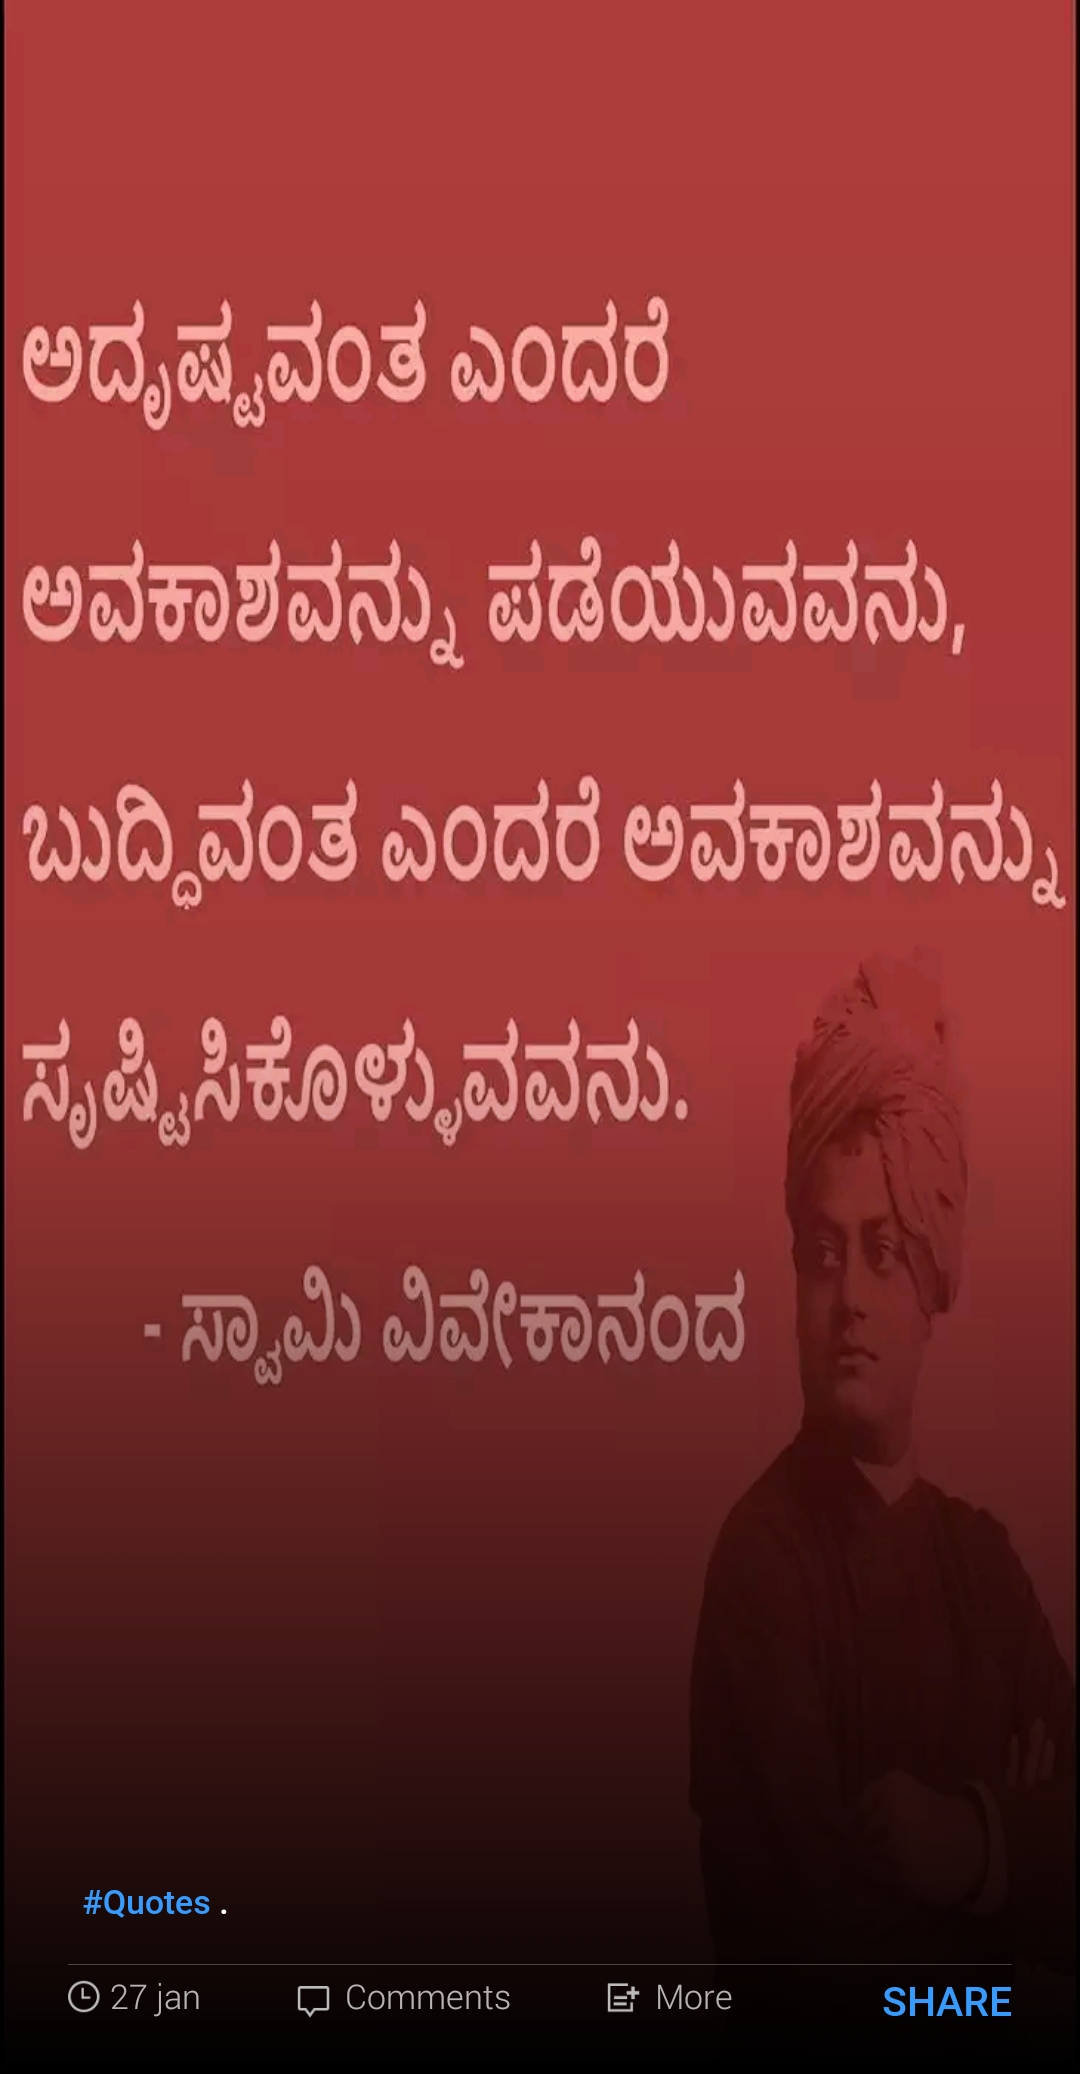 ಅದೃಷ್ಟವಂತ ಎಂದರೆ
ಅವಕಾಶವನ್ನು ಪಡೆಯುವವನು,
ಬುದ್ಧಿವಂತ ಎಂದರೆ ಅವಕಾಶವನ್ನು
ಸೃಷ್ಟಿಸಿಕೊಳ್ಳುವವನು.
- ಸ್ವಾಮಿ ವಿವೇಕಾನಂದ
#Quotes .
27 jan Comments More SHARE